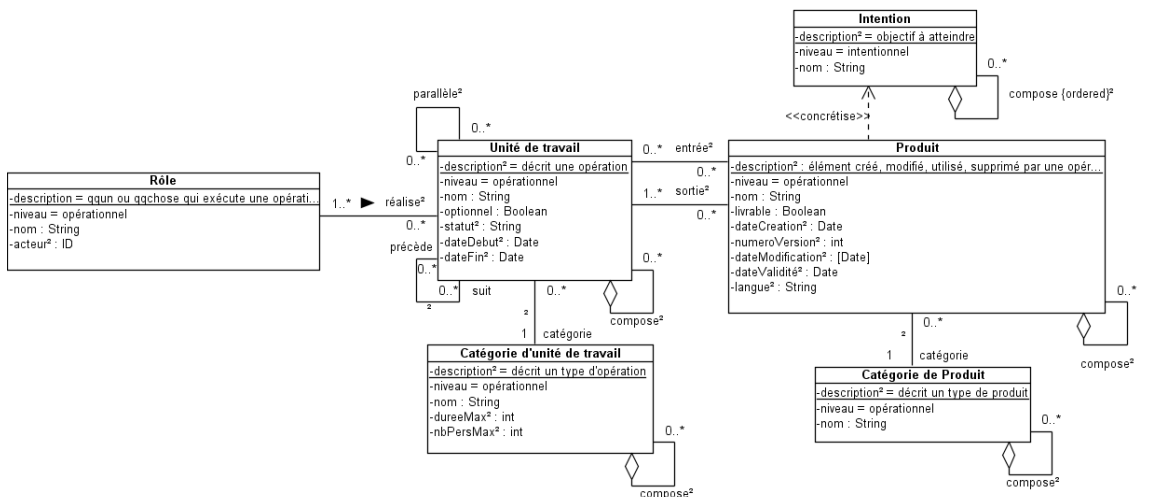 Intention
-description² = objectif à atteindre
-niveau = intentionnel
-nom : String
0..*
compose {ordered}²
<<concrétise>>
parallèle²
0..*
0..*
Unité de travail
-description² = décrit une opération
-niveau = opérationnel
-nom : String
-optionnel : Boolean
-statut² : String
-dateDebut² : Date
-dateFin² : Date
0..* entrée²
0..*
1..* sortie²
0..*
Produit
-description² : élément créé, modifié, utilisé, supprimé par une opér...
-niveau = opérationnel
-nom : String
-livrable : Boolean
-dateCreation² : Date
-numeroVersion² : int
-dateModification² : [Date]
-dateValidité² : Date
-langue² : String
Rôle
-description = qqun ou qqchose qui exécute une opérati...
-niveau = opérationnel
-nom : String
-acteur² : ID
1..* réalise²
0..*
précède
0..*
0..* suit
²
0..*
0..*
compose²
²
1 catégorie
Catégorie d'unité de travail
-description² = décrit un type d'opération
-niveau = opérationnel
-nom : String
-dureeMax² : int
-nbPersMax² : int
0..*
compose²
0..*
compose²
0..*
²
1 catégorie
Catégorie de Produit
-description² = décrit un type de produit
-niveau = opérationnel
-nom : String
0..*
compose²